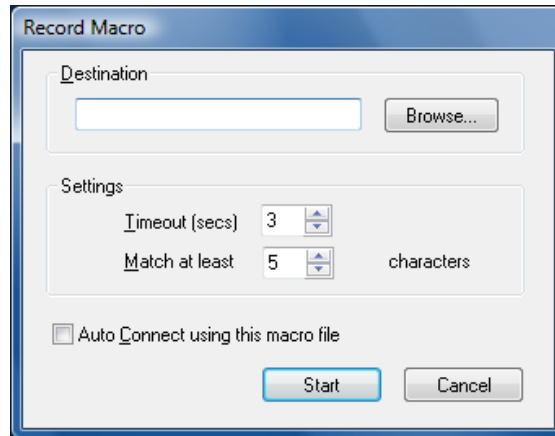 Record Macro
Destination
Browse...
Settings
Timeout (secs) 3
Match at least 5 characters
Auto Connect using this macro file
Start Cancel